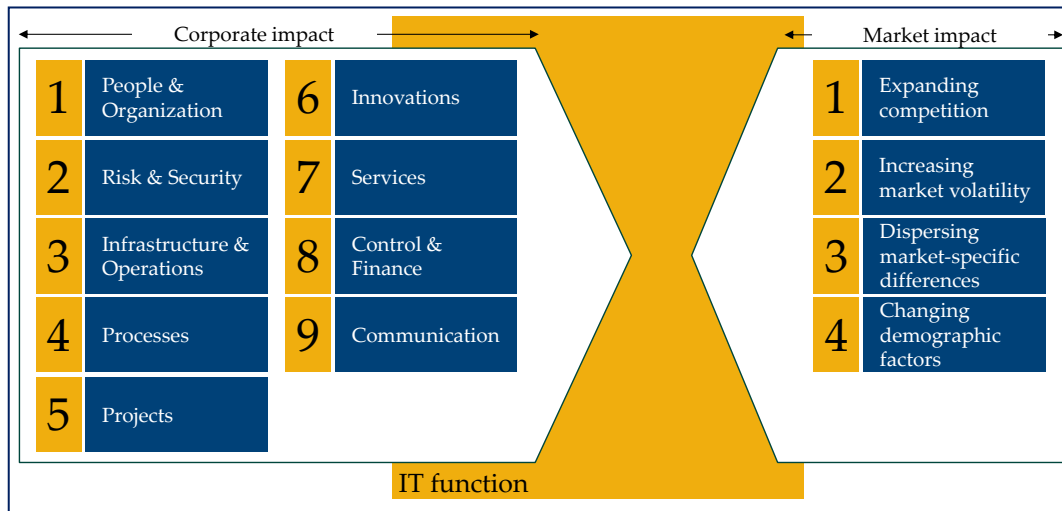 Corporate impact
1
People &
Organization
2
Risk & Security
3
Infrastructure &
Operations
4
Processes
5
Projects
6
Innovations
7
Services
8
Control &
Finance
9
Communication
Market impact
1
Expanding
competition
2
Increasing
market volatility
3
Dispersing
market-specific
differences
4
Changing
demographic
factors
IT function